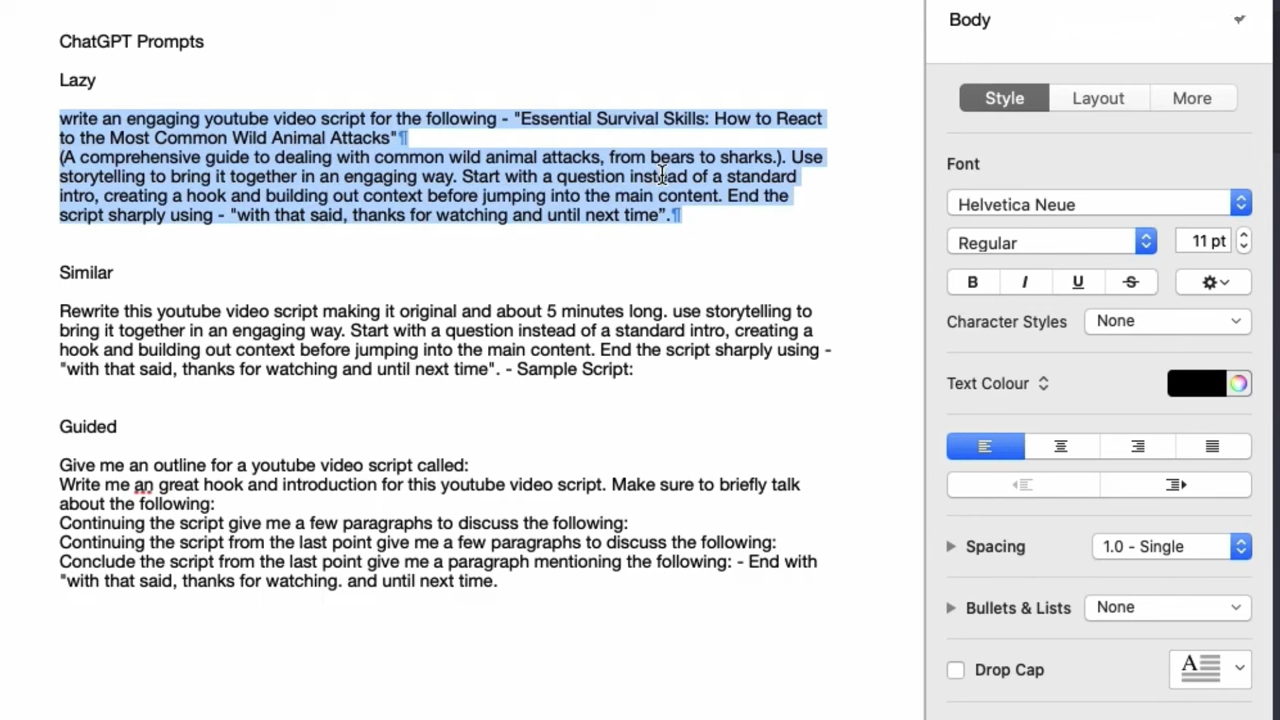 ChatGPT Prompts
Lazy
write an engaging youtube video script for the following - "Essential Survival Skills: How to React
to the Most Common Wild Animal Attacks"¶
(A comprehensive guide to dealing with common wild animal attacks, from bears to sharks.). Use
storytelling to bring it together in an engaging way. Start with a question instead of a standard
intro, creating a hook and building out context before jumping into the main content. End the
script sharply using - "with that said, thanks for watching and until next time”.¶
Similar
Rewrite this youtube video script making it original and about 5 minutes long. use storytelling to
bring it together in an engaging way. Start with a question instead of a standard intro, creating a
hook and building out context before jumping into the main content. End the script sharply using -
"with that said, thanks for watching and until next time". - Sample Script:
Guided
Give me an outline for a youtube video script called:
Write me an great hook and introduction for this youtube video script. Make sure to briefly talk
about the following:
Continuing the script give me a few paragraphs to discuss the following:
Continuing the script from the last point give me a few paragraphs to discuss the following:
Conclude the script from the last point give me a paragraph mentioning the following: - End with
"with that said, thanks for watching. and until next time.
Body
Style Layout More
Font
Helvetica Neue
Regular 11 pt
B I U S
Character Styles None
Text Colour
Spacing 1.0 - Single
Bullets & Lists None
Drop Cap A